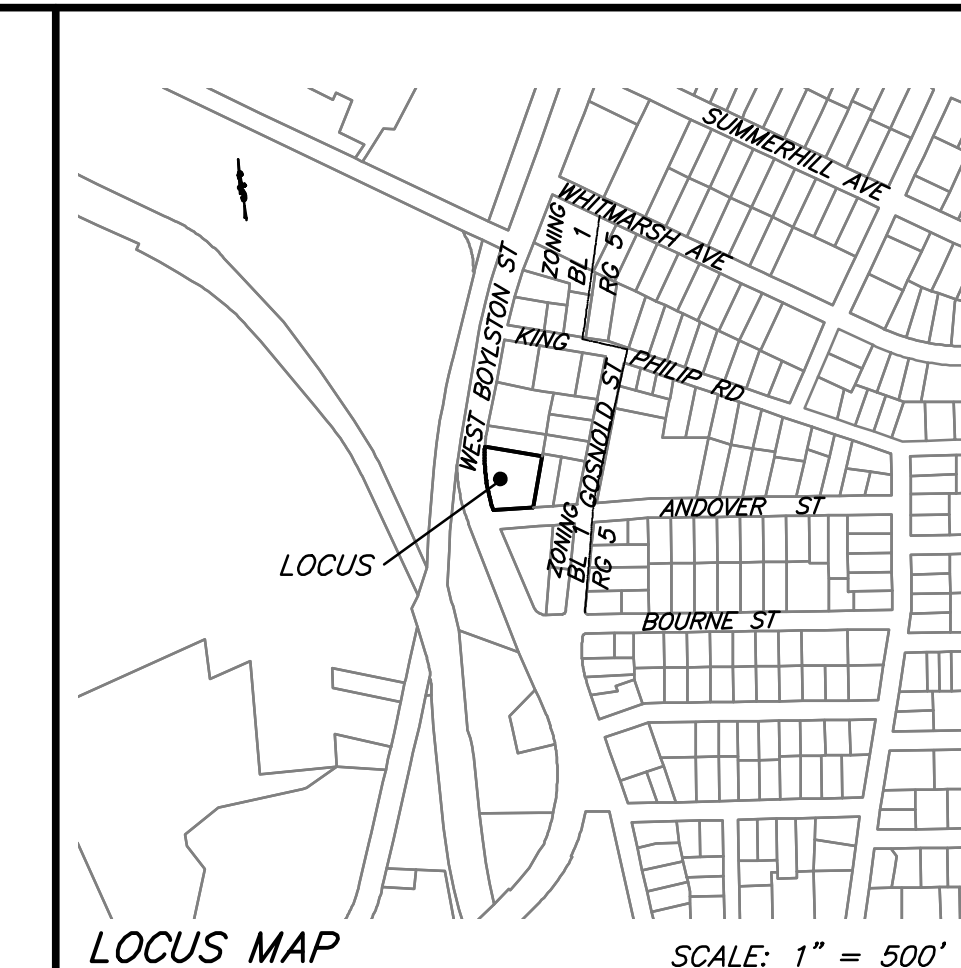 SUMMERHILL AVE
WHITMARSH AVE
ZONING
BL 1
RG 5
WEST BOYLSTON ST
KING PHILIP RD
GOSNOLD ST
ANDOVER ST
ZONING
BL 1
RG 5
LOCUS
BOURNE ST
LOCUS MAP
SCALE: 1" = 500'